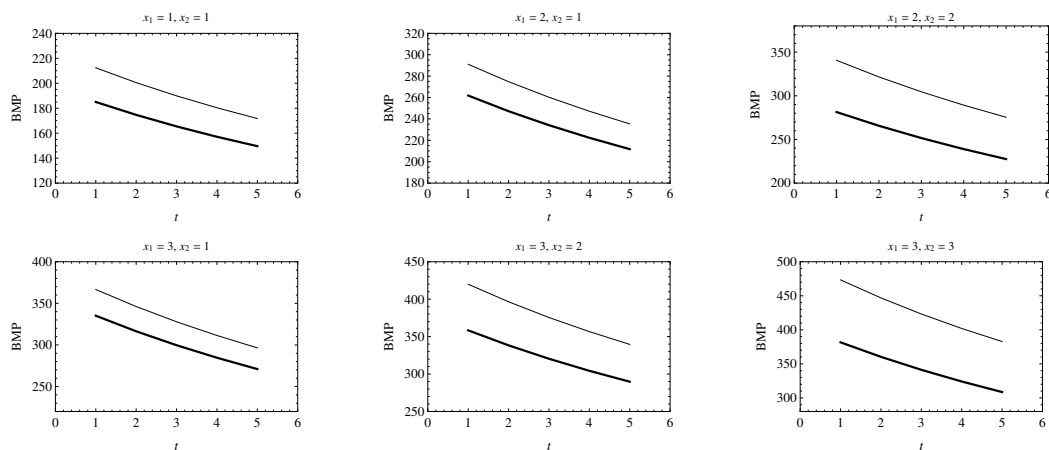 x₁ = 1, x₂ = 1
BMP
240
220
200
180
160
140
120
0 1 2 3 4 5 6
t
x₁ = 2, x₂ = 1
BMP
320
300
280
260
240
220
200
180
0 1 2 3 4 5 6
t
x₁ = 2, x₂ = 2
BMP
350
300
250
200
0 1 2 3 4 5 6
t
x₁ = 3, x₂ = 1
BMP
400
350
300
250
0 1 2 3 4 5 6
t
x₁ = 3, x₂ = 2
BMP
450
400
350
300
250
0 1 2 3 4 5 6
t
x₁ = 3, x₂ = 3
BMP
500
450
400
350
300
0 1 2 3 4 5 6
t